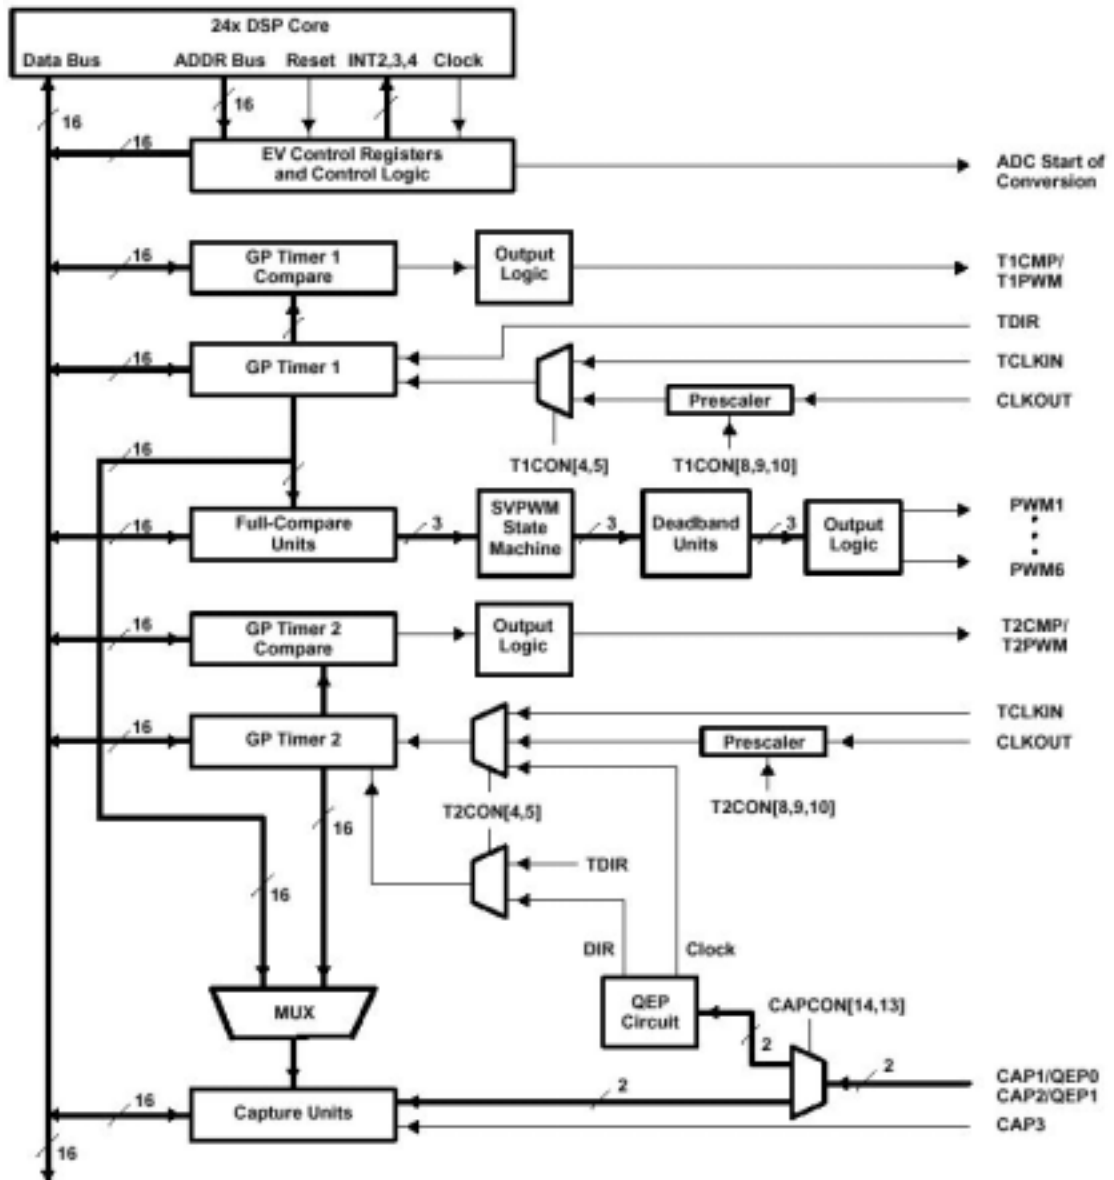 24x DSP Core
Data Bus ADDR Bus Reset INT2,3,4 Clock
16
16
16
EV Control Registers
and Control Logic
ADC Start of
Conversion
16
GP Timer 1
Compare
Output
Logic
T1CMP/
T1PWM
TDIR
16
GP Timer 1
TCLKIN
Prescaler
CLKOUT
T1CON[4,5]
T1CON[8,9,10]
16
16
Full-Compare
Units
3
SVPWM
State
Machine
3
Deadband
Units
3
Output
Logic
PWM1
PWM6
16
GP Timer 2
Compare
Output
Logic
T2CMP/
T2PWM
16
GP Timer 2
TCLKIN
Prescaler
CLKOUT
T2CON[4,5]
T2CON[8,9,10]
16
TDIR
16
DIR
Clock
MUX
QEP
Circuit
CAPCON[14,13]
2
2
CAP1/QEP0
CAP2/QEP1
2
16
Capture Units
CAP3
16